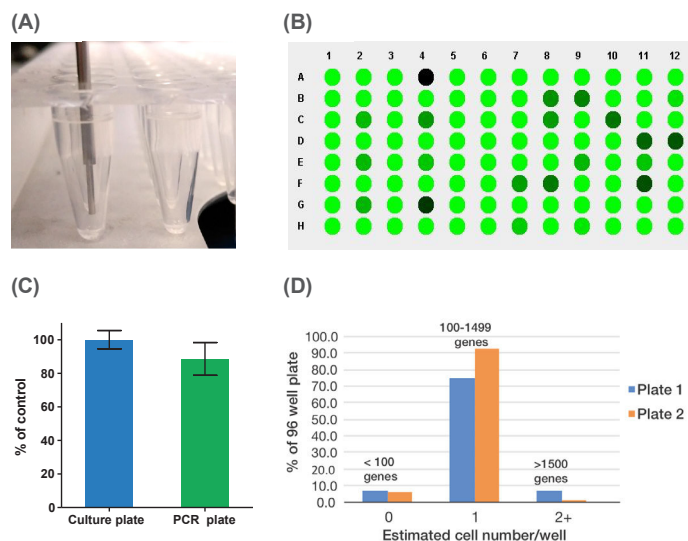 (A)
(B)
1 2 3 4 5 6 7 8 9 10 11 12
A
B
C
D
E
F
G
H
(C)
% of control
100
80
60
40
20
0
Culture plate PCR plate
(D)
% of 96 well plate
100.0
90.0
80.0
70.0
60.0
50.0
40.0
30.0
20.0
10.0
0.0
< 100
genes
100-1499
genes
>1500
genes
Plate 1
Plate 2
0 1 2+
Estimated cell number/well